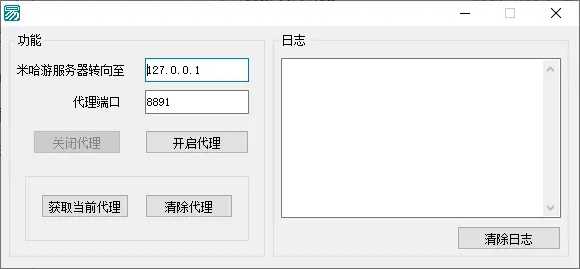 易
功能
米哈游服务器转向至 127.0.0.1
代理端口 8891
关闭代理 开启代理
获取当前代理 清除代理
日志
清除日志